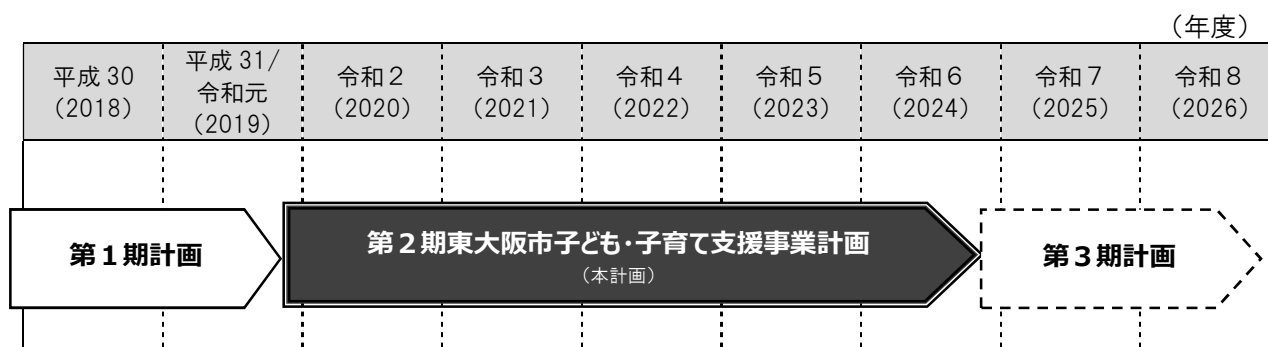 （年度）
平成 30
（2018）
平成 31/
令和元
（2019）
令和２
（2020）
令和３
（2021）
令和４
（2022）
令和５
（2023）
令和６
（2024）
令和７
（2025）
令和８
（2026）
第１期計画
第２期東大阪市子ども・子育て支援事業計画
（本計画）
第３期計画